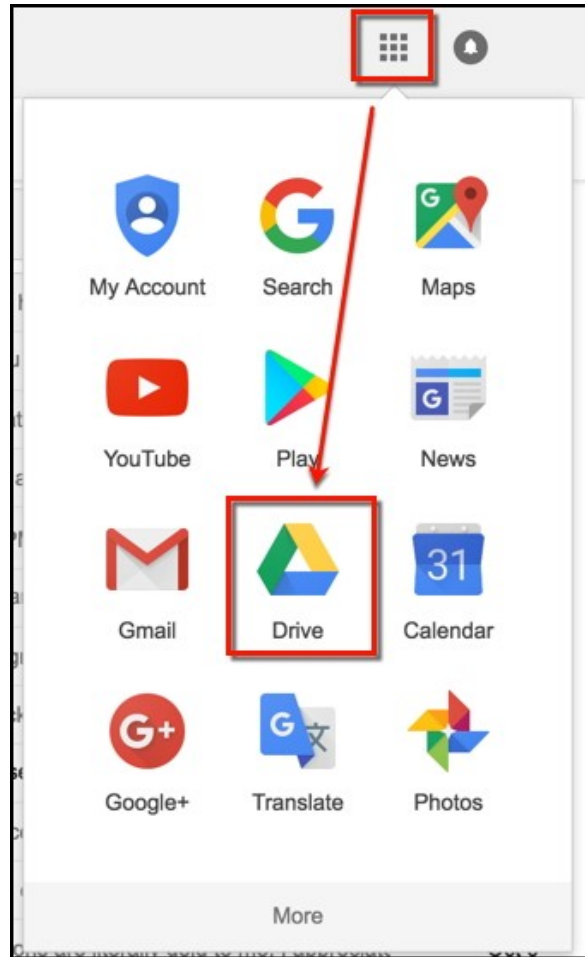 My Account Search Maps
YouTube Play News
31
Gmail Drive Calendar
G+
Google+ Translate Photos
More